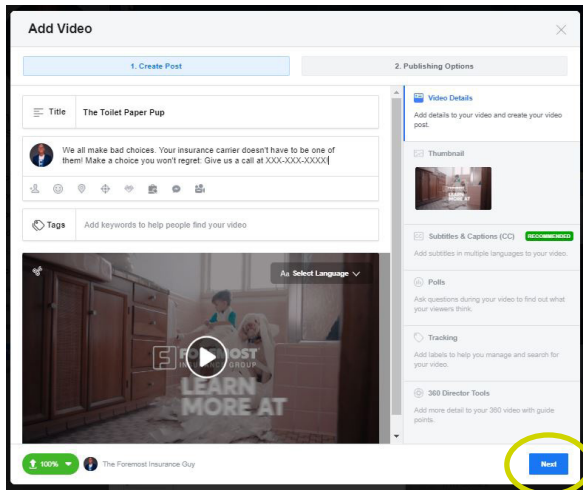 Add Video
1. Create Post
2. Publishing Options
Title
The Toilet Paper Pup
We all make bad choices. Your insurance carrier doesn't have to be one of
them! Make a choice you won't regret: Give us a call at XXX-XXX-XXXX!
Tags
Add keywords to help people find your video
Aa Select Language
FOREMOST
INSURANCE GROUP
LEARN
MORE AT
Video Details
Add details to your video and create your video
post.
Thumbnail
LEARN
MORE AT
Subtitles & Captions (CC)
RECOMMENDED
Add subtitles in multiple languages to your video.
Polls
Ask questions during your video to find out what
your viewers think.
Tracking
Add labels to help you manage and search for
your video.
360 Director Tools
Add more detail to your 360 video with guide
points.
100%
The Foremost Insurance Guy
Next